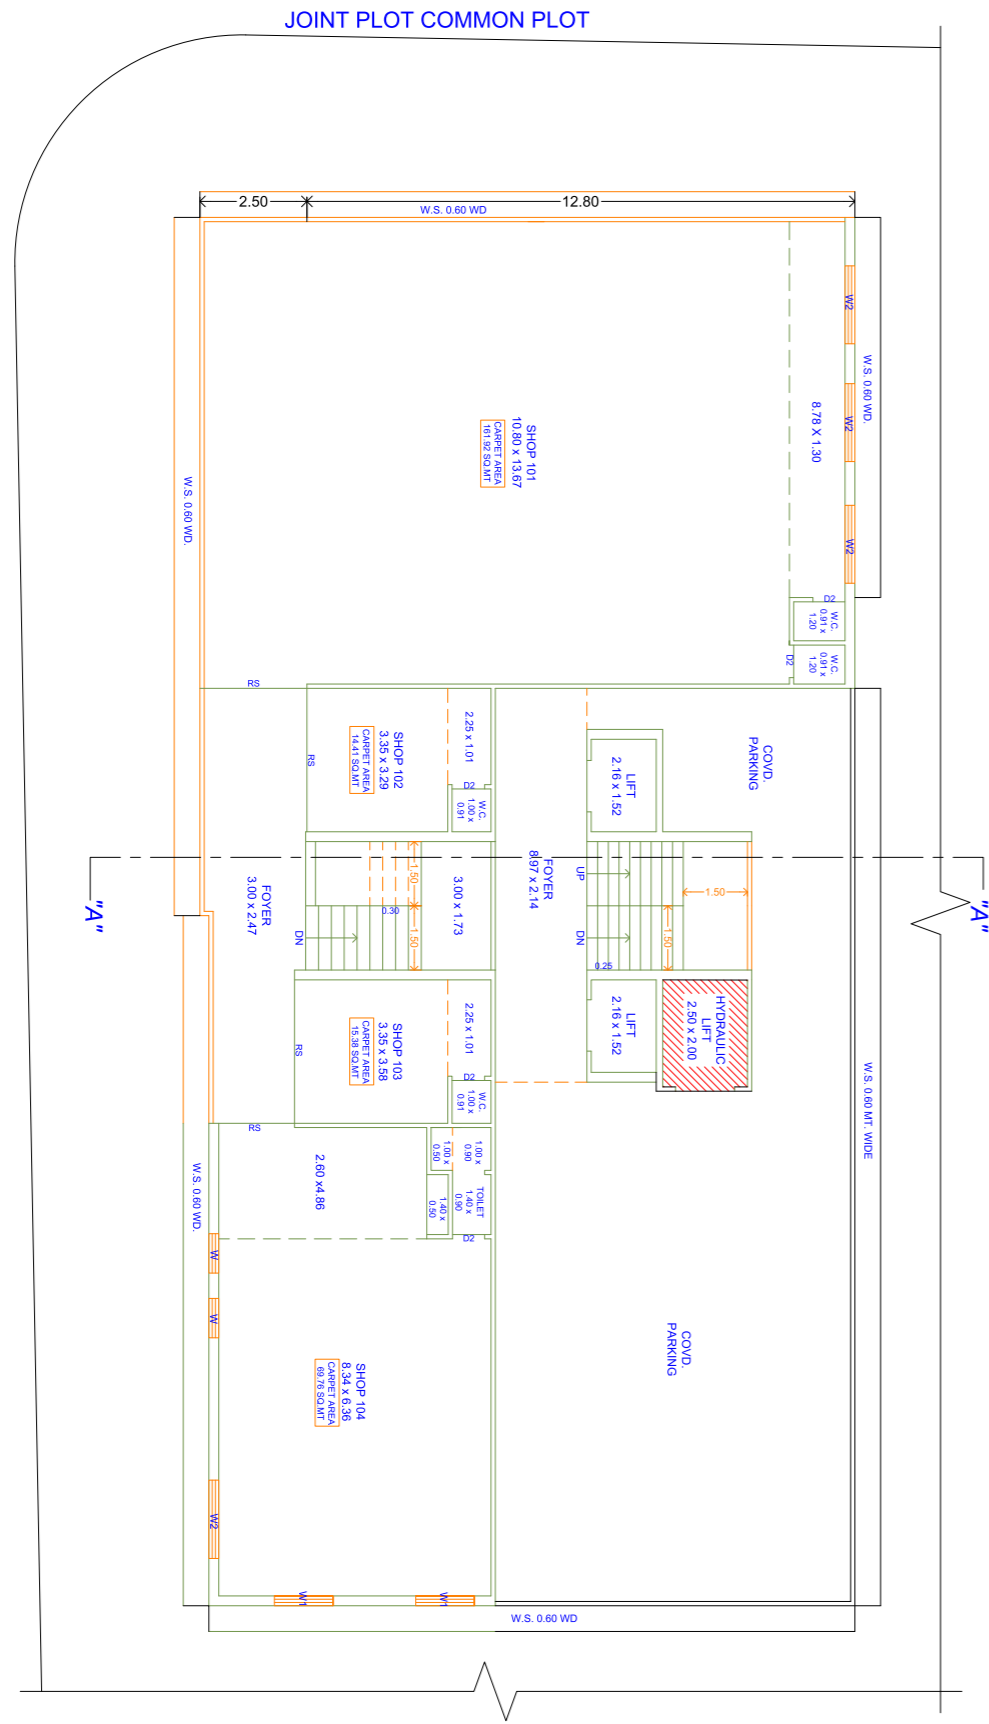 JOINT PLOT COMMON PLOT
2.50
12.80
W.S. 0.60 WD
W2
W.S. 0.60 WD.
8.78 X 1.30
W2
SHOP 101
10.80 x 13.67
CARPET AREA
161.92 SQ.MT
W.S. 0.60 WD.
W2
D2
W.C.
0.91 x
1.20
W.C.
0.91 x
1.20
D2
RS
RS
SHOP 102
3.35 x 3.29
CARPET AREA
14.41 SQ.MT
2.25 x 1.01
D2
W.C.
1.00 x
0.91
LIFT
2.16 x 1.52
COVD.
PARKING
"A"
"A"
FOYER
3.00 x 2.47
1.50
1.50
0.30
DN
3.00 x 1.73
FOYER
8.97 x 2.14
UP
DN
0.25
1.50
1.50
RS
SHOP 103
3.35 x 3.58
CARPET AREA
15.38 SQ.MT
2.25 x 1.01
D2
W.C.
1.00 x
0.91
LIFT
2.16 x 1.52
HYDRAULIC
LIFT
2.50 x 2.00
W.S. 0.60 MT. WIDE
RS
2.60 x4.86
1.00 x
0.50
1.00 x
0.90
TOILET
1.40 x
0.90
1.40 x
0.50
D2
W.S. 0.60 WD.
W
W
SHOP 104
8.34 x 6.36
CARPET AREA
69.76 SQ.MT
COVD.
PARKING
W2
W1
W1
W.S. 0.60 WD